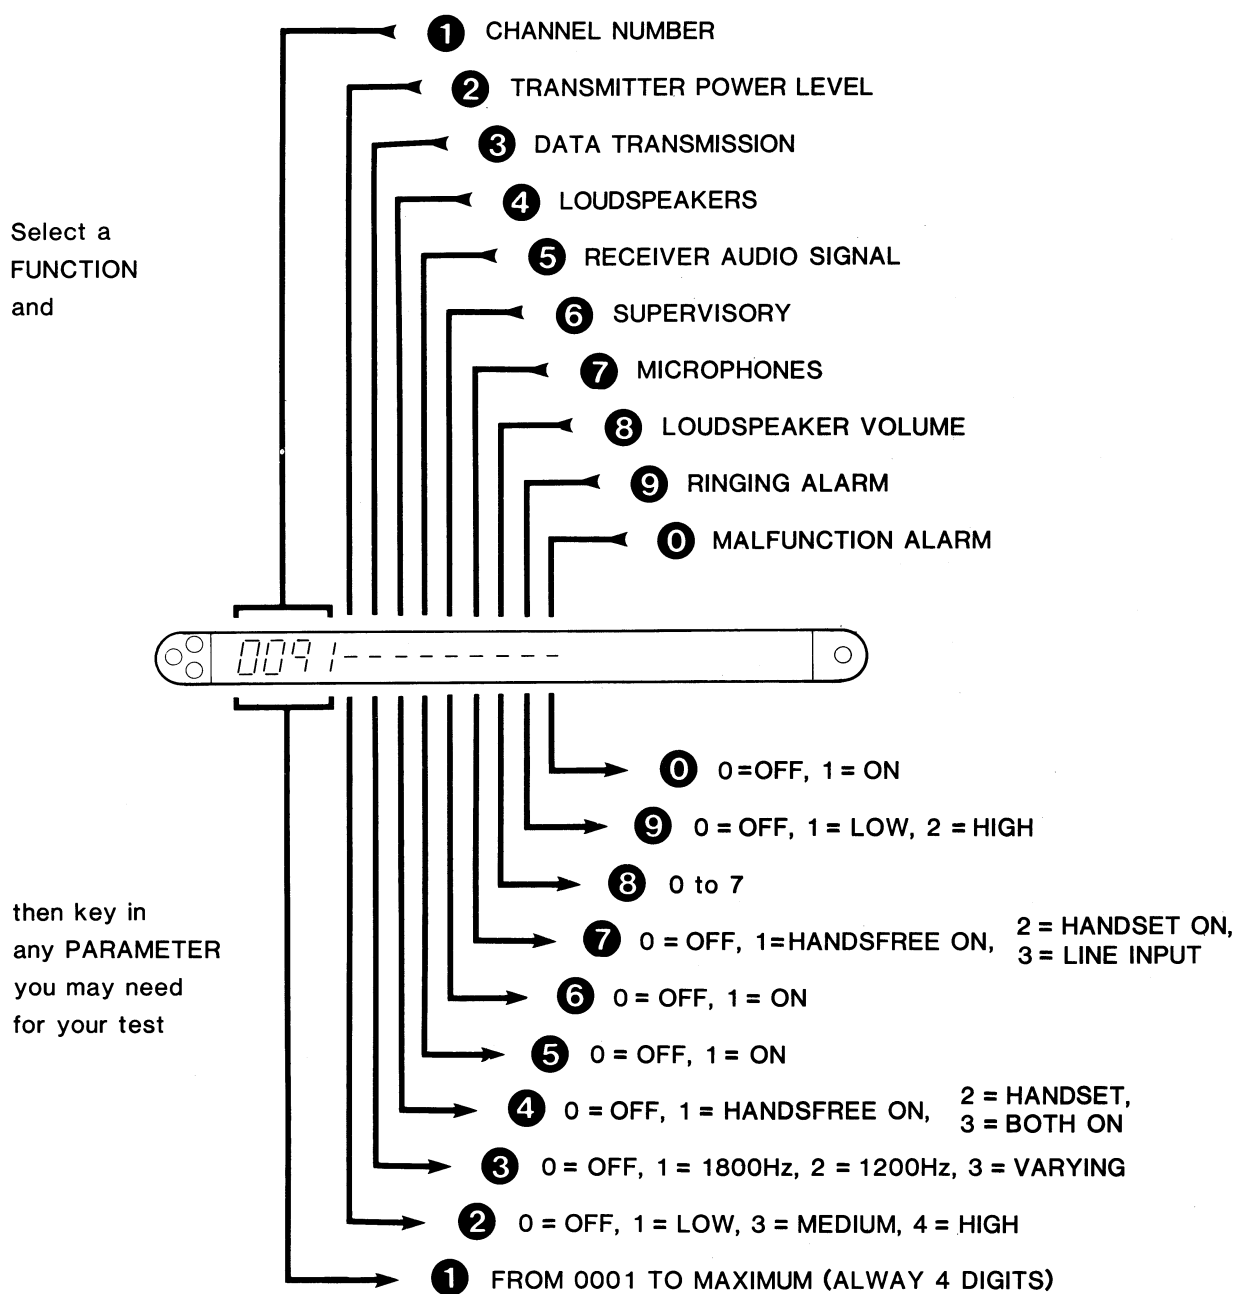 1 CHANNEL NUMBER
2 TRANSMITTER POWER LEVEL
3 DATA TRANSMISSION
4 LOUDSPEAKERS
Select a
FUNCTION
and
5 RECEIVER AUDIO SIGNAL
6 SUPERVISORY
7 MICROPHONES
8 LOUDSPEAKER VOLUME
9 RINGING ALARM
0 MALFUNCTION ALARM
0091---------
0 0=OFF, 1= ON
9 0 = OFF, 1 = LOW, 2 = HIGH
8 0 to 7
then key in
any PARAMETER
you may need
for your test
7 0 = OFF, 1=HANDSFREE ON, 2 = HANDSET ON,
3 = LINE INPUT
6 0 = OFF, 1 = ON
5 0 = OFF, 1 = ON
4 0 = OFF, 1 = HANDSFREE ON, 2 = HANDSET,
3 = BOTH ON
3 0 = OFF, 1 = 1800Hz, 2 = 1200Hz, 3 = VARYING
2 0 = OFF, 1 = LOW, 3 = MEDIUM, 4 = HIGH
1 FROM 0001 TO MAXIMUM (ALWAY 4 DIGITS)